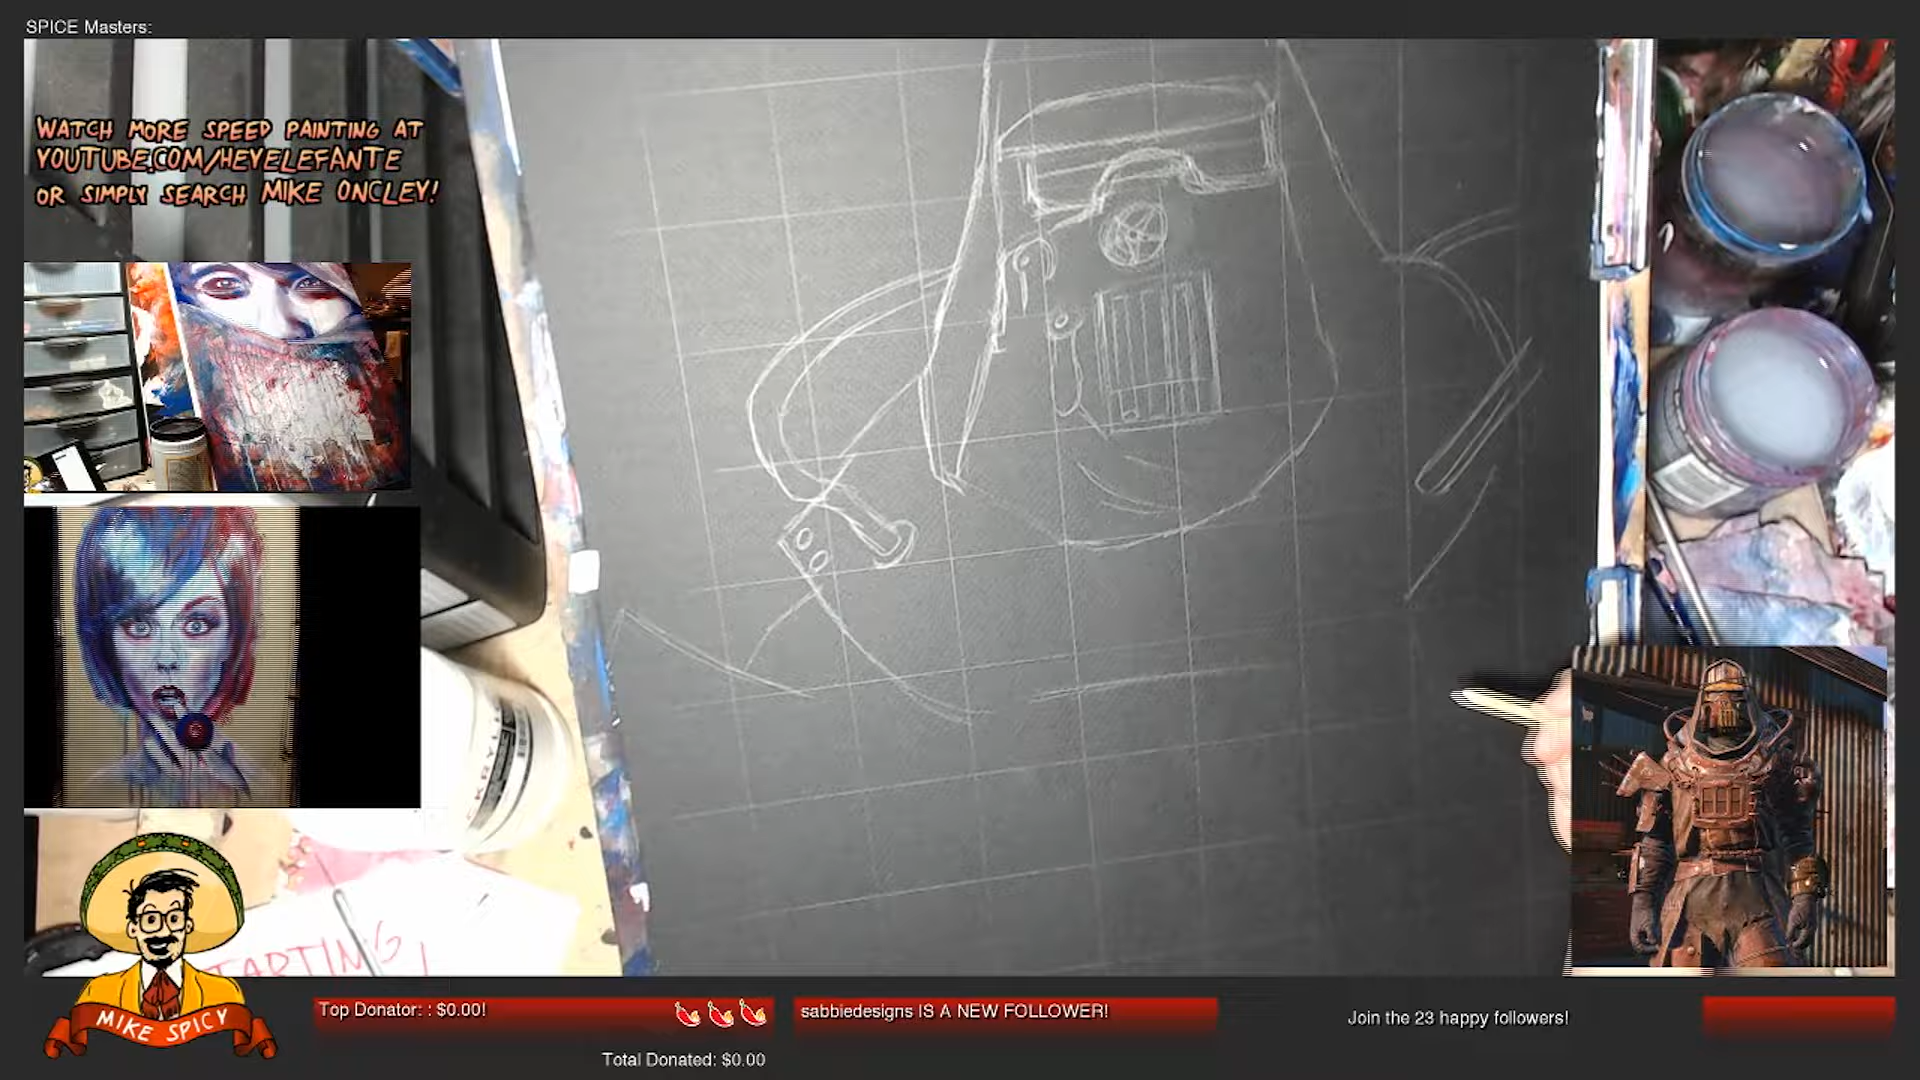 SPICE Masters:
WATCH MORE SPEED PAINTING AT
YOUTUBE.COM/HEYELEFANTE
OR SIMPLY SEARCH MIKE ONCLEY!
TARTING
MIKE SPICY
Top Donator: : $0.00!
sabbiedesigns IS A NEW FOLLOWER!
Join the 23 happy followers!
Total Donated: $0.00